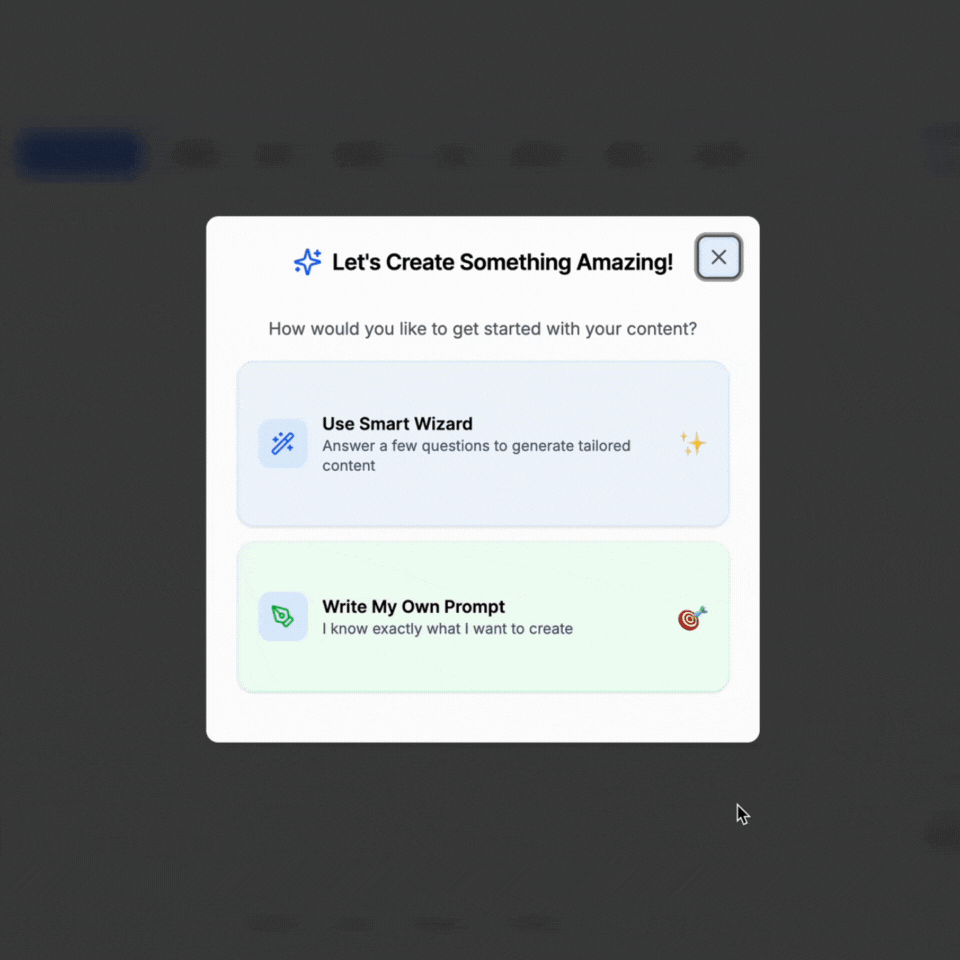 Let's Create Something Amazing!
How would you like to get started with your content?
Use Smart Wizard
Answer a few questions to generate tailored
content
Write My Own Prompt
I know exactly what I want to create